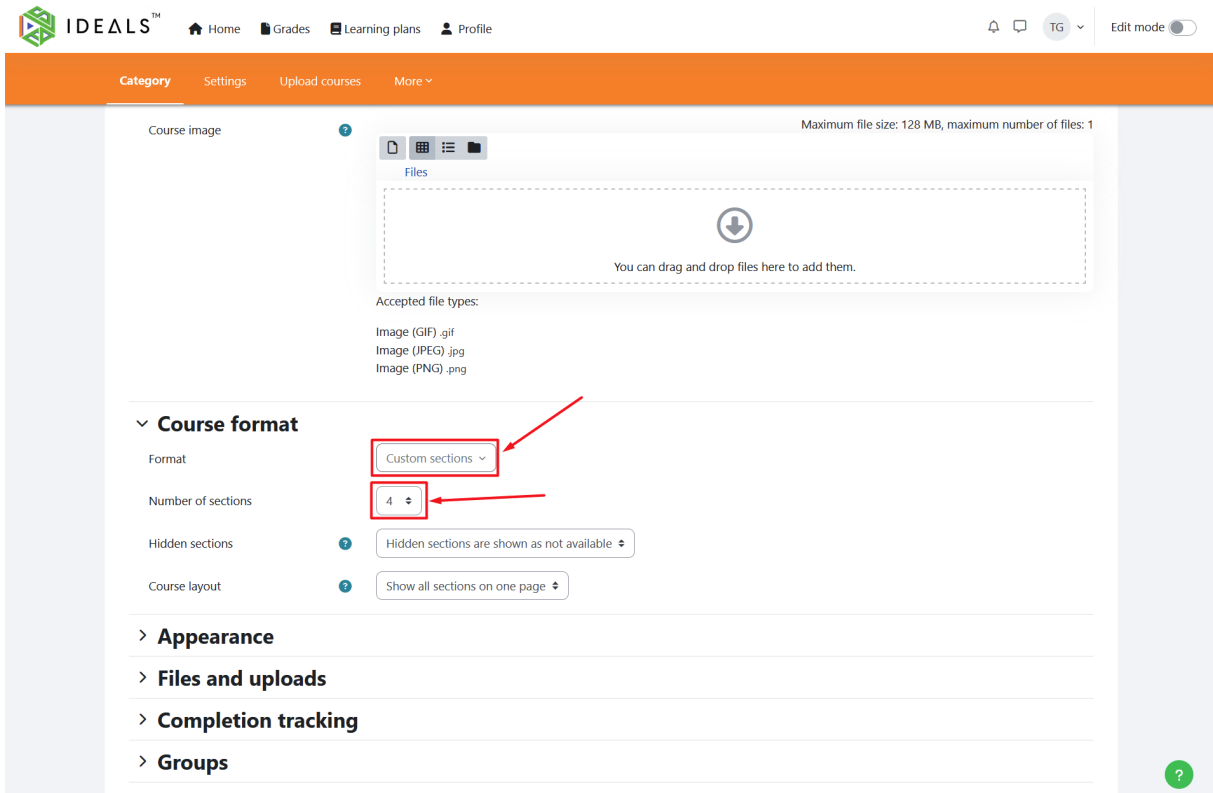 IDEALS™ Home Grades Learning plans Profile TG Edit mode
Category Settings Upload courses More
Course image ? Maximum file size: 128 MB, maximum number of files: 1
Files
You can drag and drop files here to add them.
Accepted file types:
Image (GIF) .gif
Image (JPEG) .jpg
Image (PNG) .png
Course format
Format Custom sections
Number of sections 4
Hidden sections ? Hidden sections are shown as not available
Course layout ? Show all sections on one page
Appearance
Files and uploads
Completion tracking
Groups
?